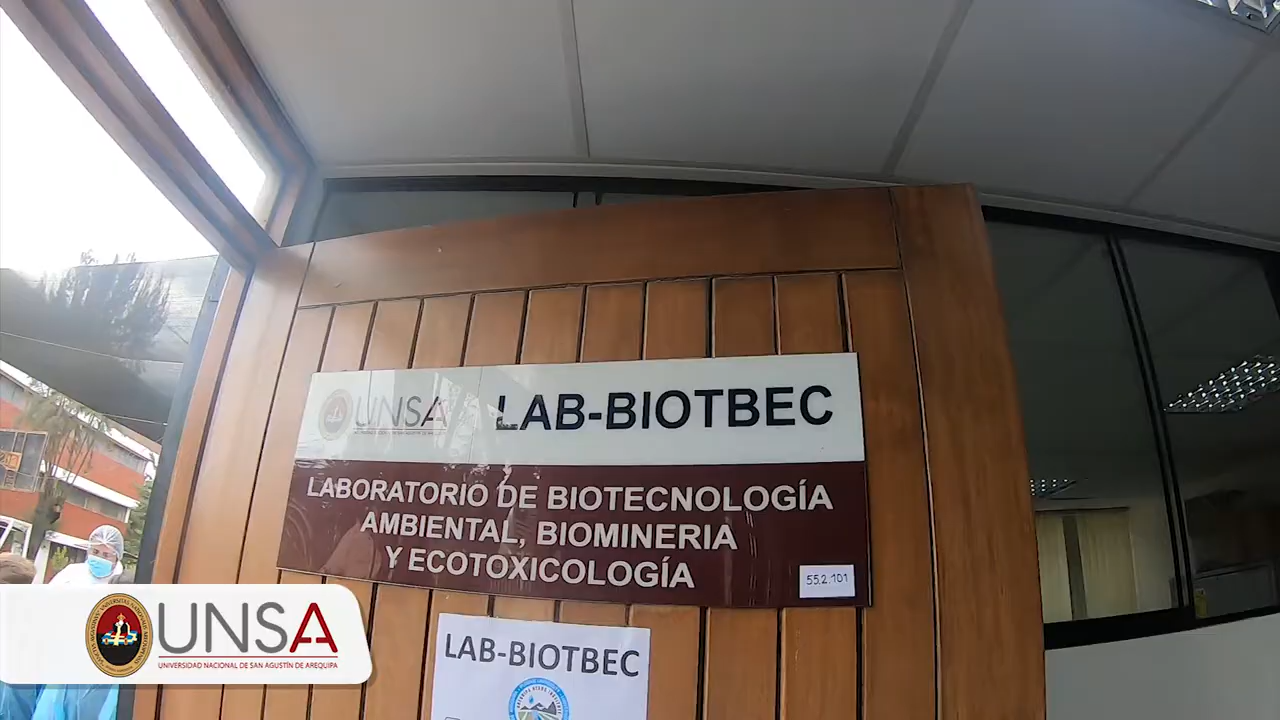 UNSA
LAB-BIOTBEC
LABORATORIO DE BIOTECNOLOGÍA
AMBIENTAL, BIOMINERIA
Y ECOTOXICOLOGÍA
55.2.101
LAB-BIOTBEC
UNSA
UNIVERSIDAD NACIONAL DE SAN AGUSTÍN DE AREQUIPA